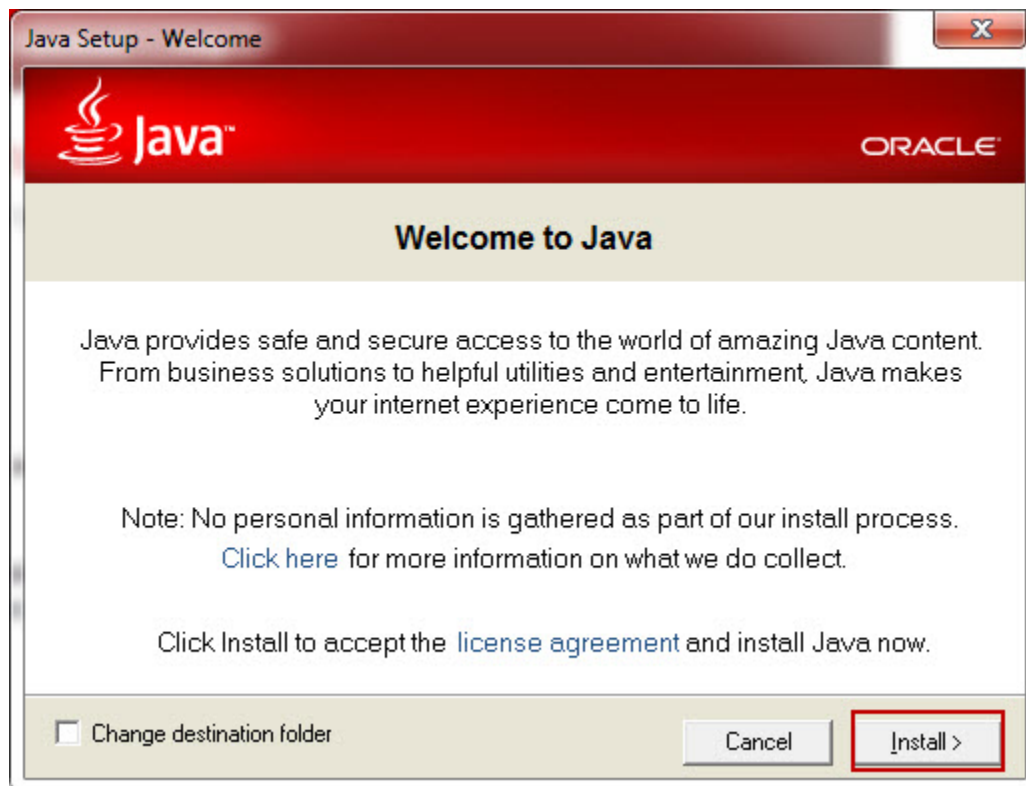 Java Setup - Welcome
Java™
ORACLE®
Welcome to Java
Java provides safe and secure access to the world of amazing Java content.
From business solutions to helpful utilities and entertainment, Java makes
your internet experience come to life.
Note: No personal information is gathered as part of our install process.
Click here for more information on what we do collect.
Click Install to accept the license agreement and install Java now.
Change destination folder
Cancel
Install >